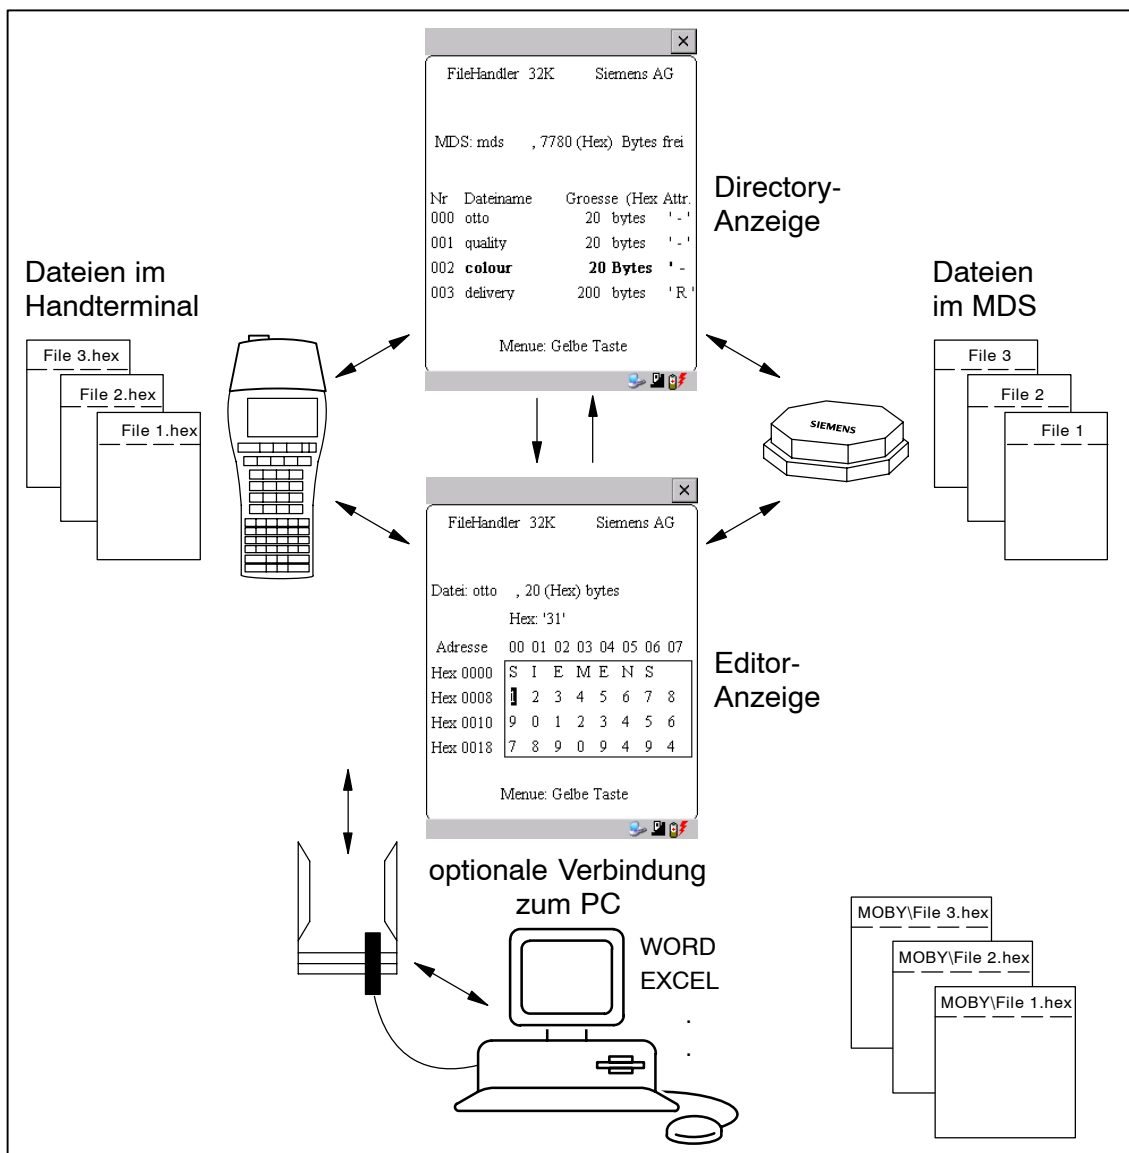 FileHandler 32K Siemens AG
MDS: mds , 7780 (Hex) Bytes frei
Nr Dateiname Groesse (Hex Attr.
000 otto 20 bytes '-'
001 quality 20 bytes '-'
002 colour 20 Bytes '-
003 delivery 200 bytes 'R'
Menue: Gelbe Taste
Directory-
Anzeige
Dateien im
Handterminal
File 3.hex
File 2.hex
File 1.hex
Dateien
im MDS
File 3
File 2
File 1
SIEMENS
FileHandler 32K Siemens AG
Datei: otto , 20 (Hex) bytes
Hex: '31'
Adresse 00 01 02 03 04 05 06 07
Hex 0000 S I E M E N S
Hex 0008 1 2 3 4 5 6 7 8
Hex 0010 9 0 1 2 3 4 5 6
Hex 0018 7 8 9 0 9 4 9 4
Menue: Gelbe Taste
Editor-
Anzeige
optionale Verbindung
zum PC
WORD
EXCEL
.
.
MOBY\File 3.hex
MOBY\File 2.hex
MOBY\File 1.hex